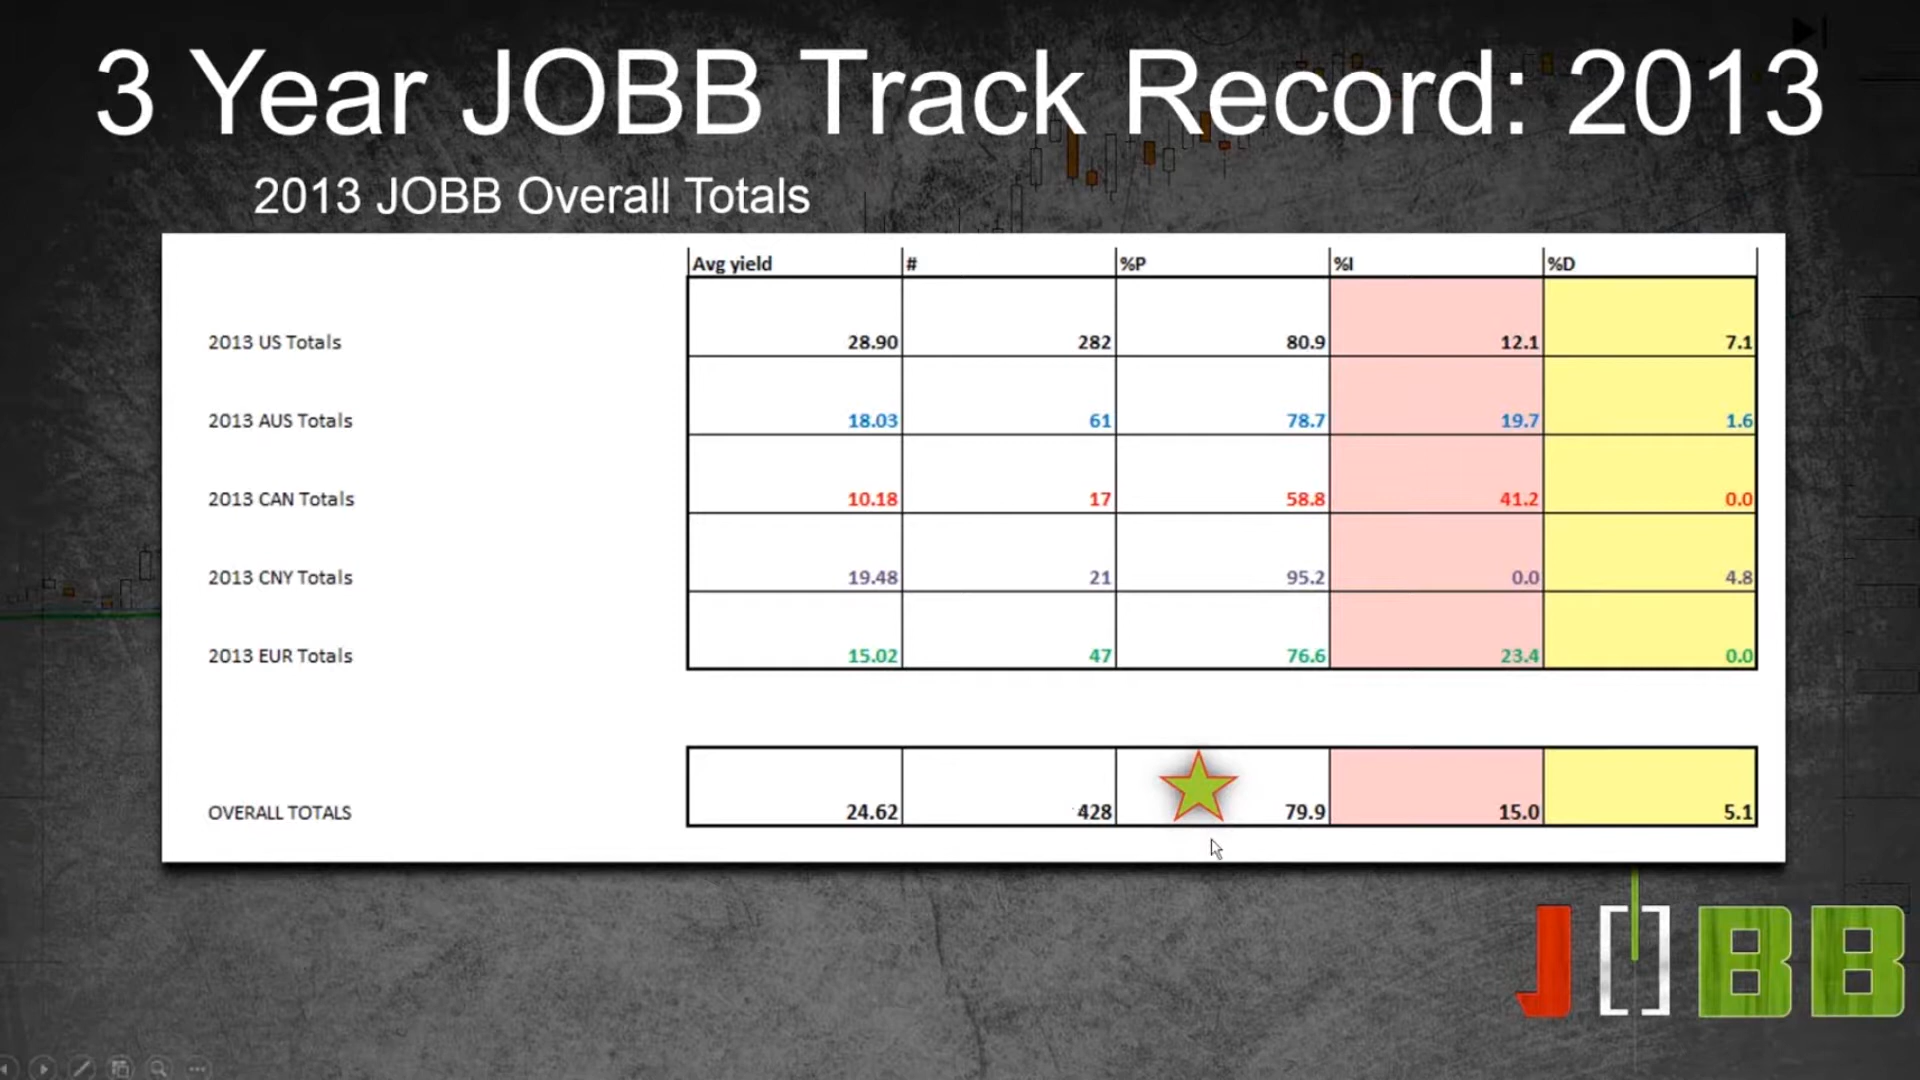 3 Year JOBB Track Record: 2013
2013 JOBB Overall Totals
Avg yield # %P %I %D
2013 US Totals 28.90 282 80.9 12.1 7.1
2013 AUS Totals 18.03 61 78.7 19.7 1.6
2013 CAN Totals 10.18 17 58.8 41.2 0.0
2013 CNY Totals 19.48 21 95.2 0.0 4.8
2013 EUR Totals 15.02 47 76.6 23.4 0.0
OVERALL TOTALS 24.62 428 79.9 15.0 5.1
J[]BB